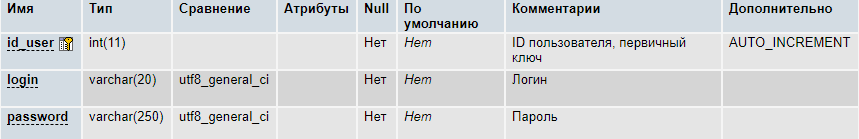 Имя Тип Сравнение Атрибуты Null По умолчанию Комментарии Дополнительно
id_user int(11) Нет Нет ID пользователя, первичный ключ AUTO_INCREMENT
login varchar(20) utf8_general_ci Нет Нет Логин
password varchar(250) utf8_general_ci Нет Нет Пароль